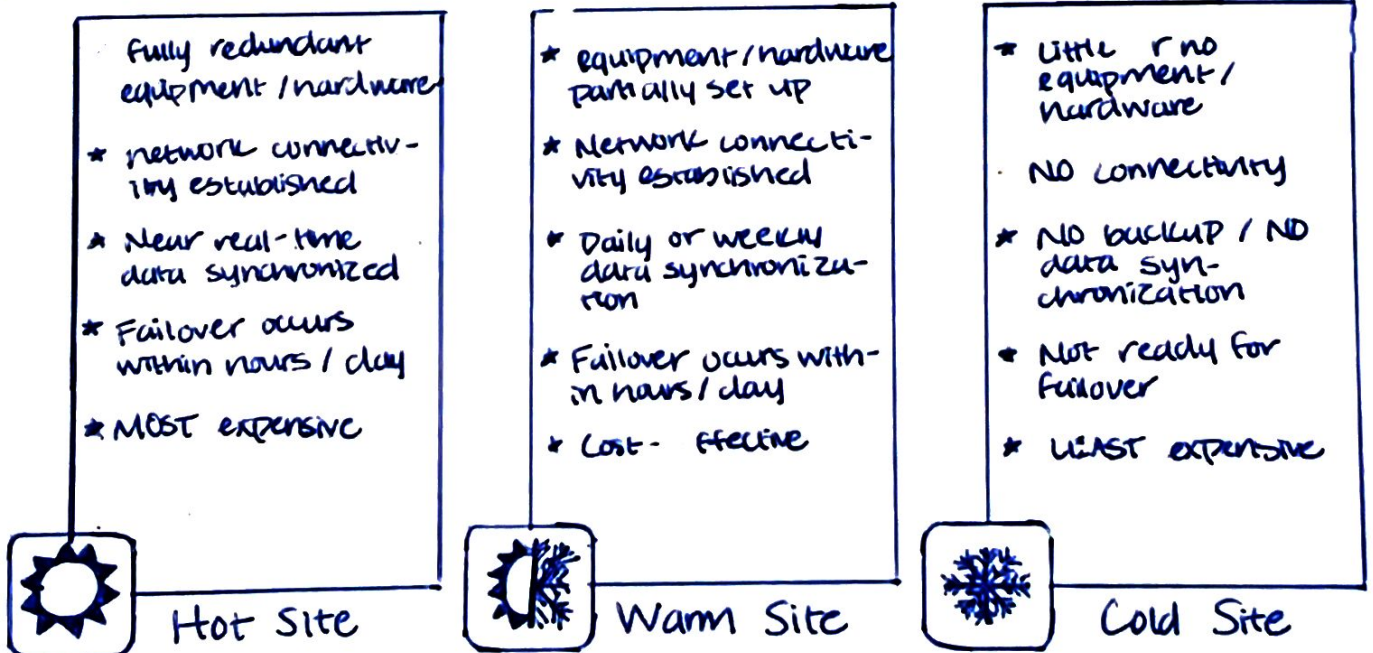 Fully redundant
equipment / hardware
* network connectiv-
ity established
* Near real-time
data synchronized
* Failover occurs
within hours / day
* MOST expensive
Hot Site
* equipment / hardware
partially set up
* Network connecti-
vity established
* Daily or weekly
data synchroniza-
tion
* Failover occurs with-
in hours / day
* Cost- Effective
Warm Site
* Little r no
equipment /
hardware
NO connectivity
* NO backup / NO
data syn-
chronization
* Not ready for
failover
* LEAST expensive
Cold Site